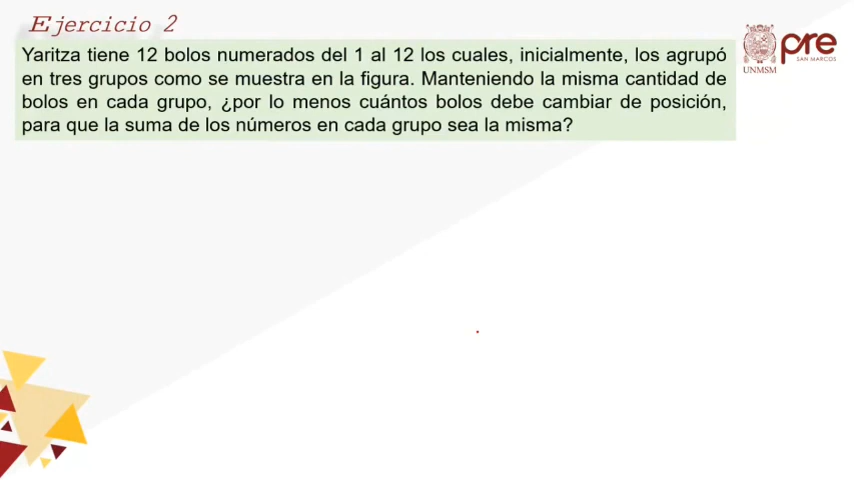 Ejercicio 2
Yaritza tiene 12 bolos numerados del 1 al 12 los cuales, inicialmente, los agrupó
en tres grupos como se muestra en la figura. Manteniendo la misma cantidad de
bolos en cada grupo, ¿por lo menos cuántos bolos debe cambiar de posición,
para que la suma de los números en cada grupo sea la misma?
UNMSM
pre
SAN MARCOS